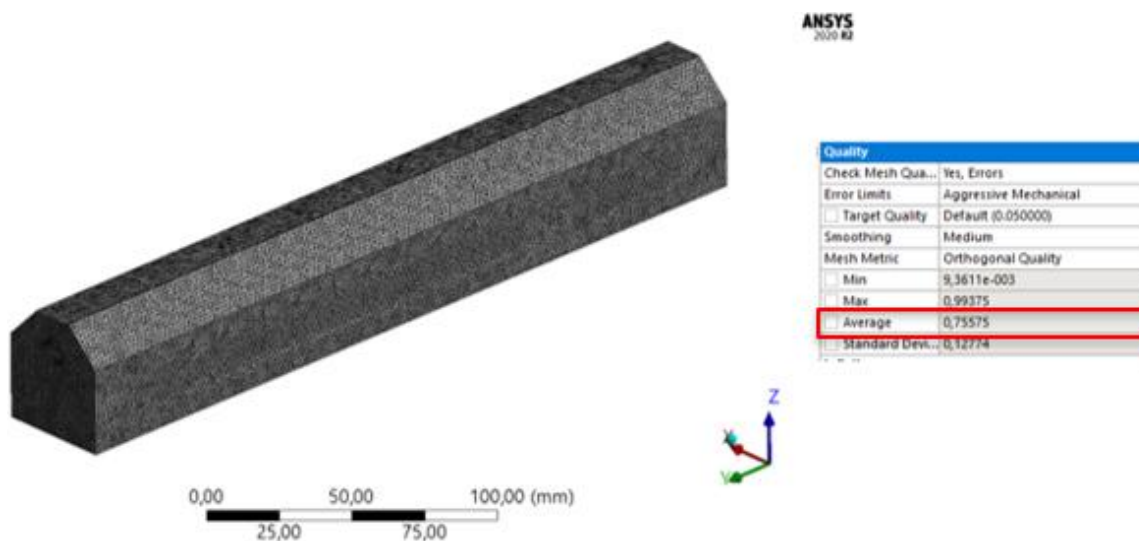 ANSYS
2020 R2
Quality
Check Mesh Qua... Yes, Errors
Error Limits Aggressive Mechanical
Target Quality Default (0.050000)
Smoothing Medium
Mesh Metric Orthogonal Quality
Min 9,3611e-003
Max 0,99375
Average 0,75575
Standard Devi... 0,12774
Z
X
Y
0,00 50,00 100,00 (mm)
25,00 75,00